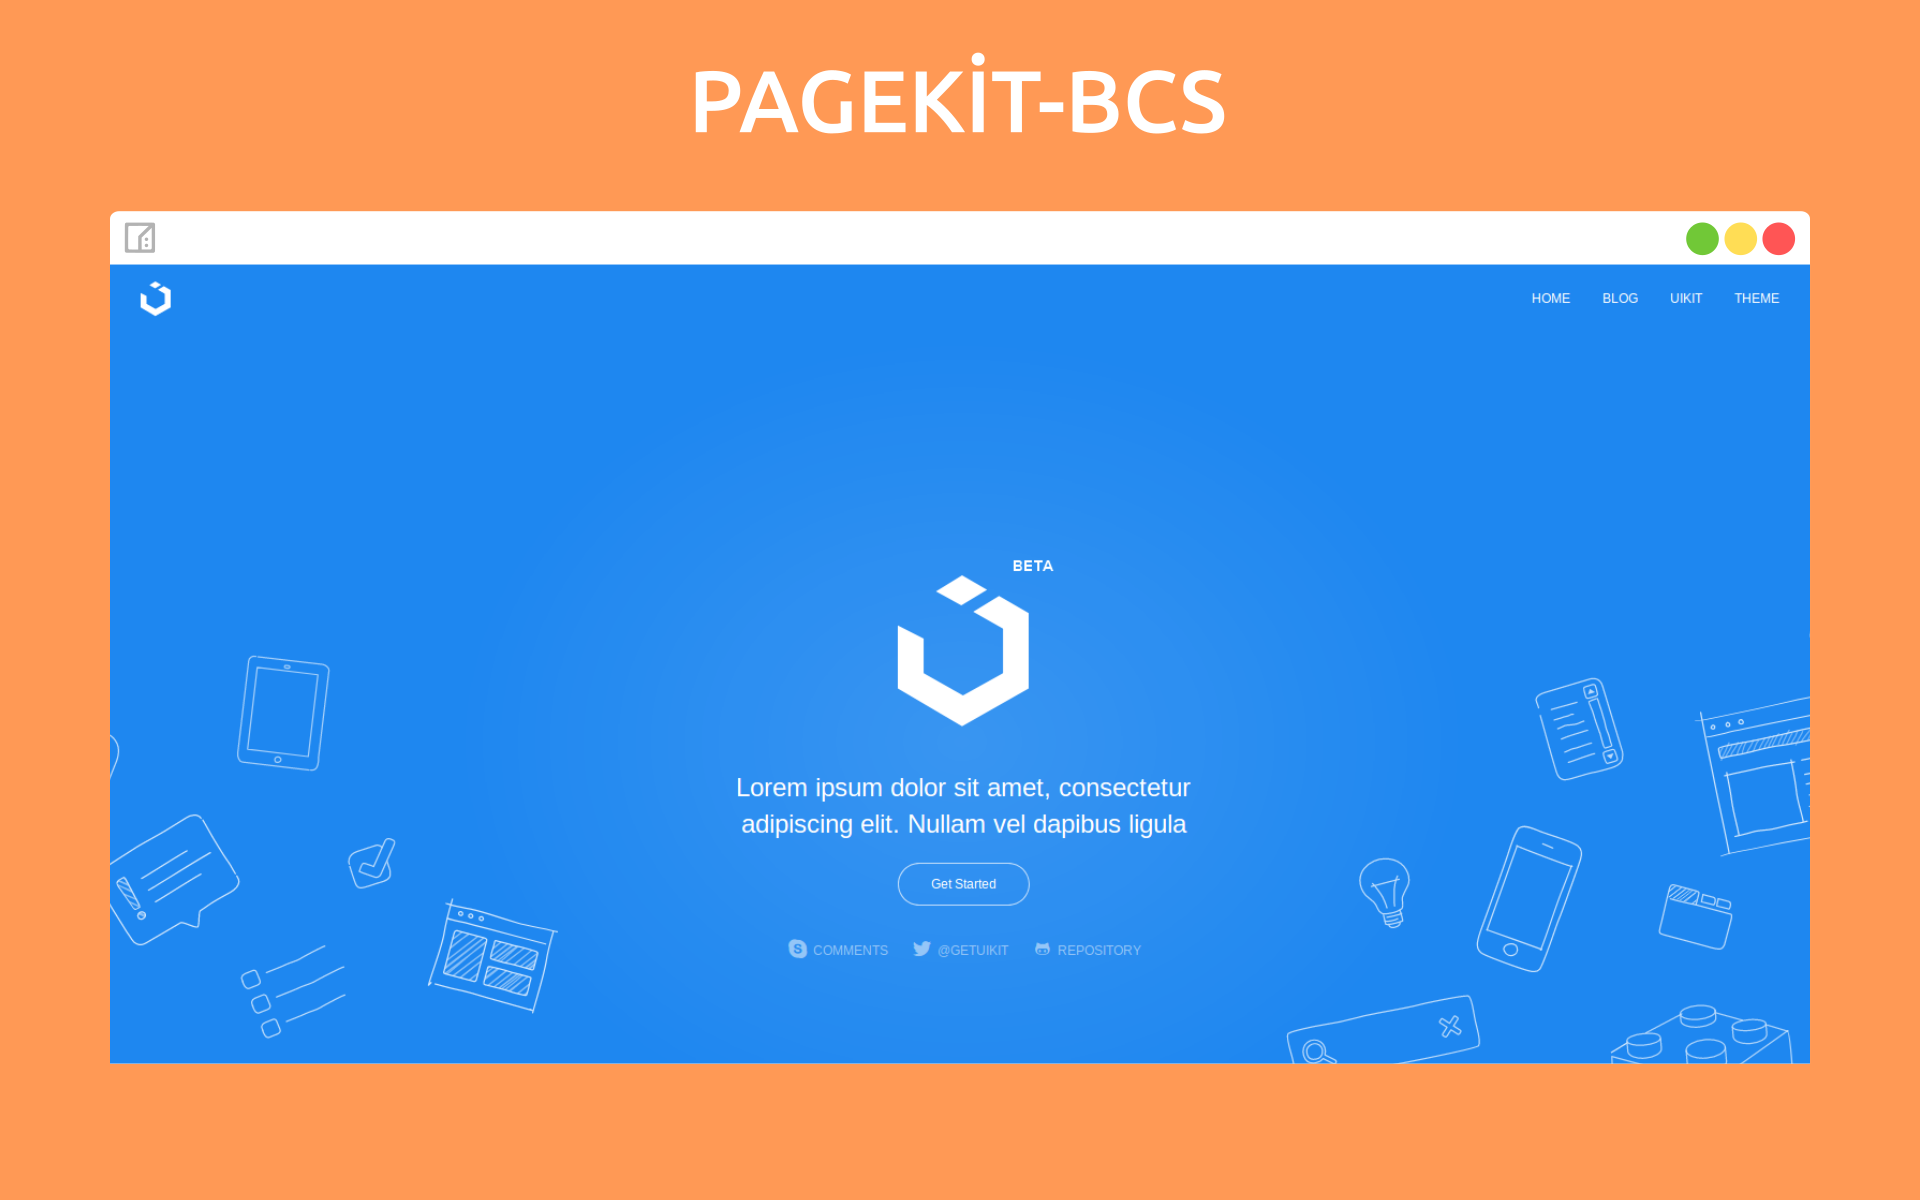 PAGEKİT-BCS
HOME BLOG UIKIT THEME
BETA
Lorem ipsum dolor sit amet, consectetur
adipiscing elit. Nullam vel dapibus ligula
Get Started
COMMENTS @GETUIKIT REPOSITORY